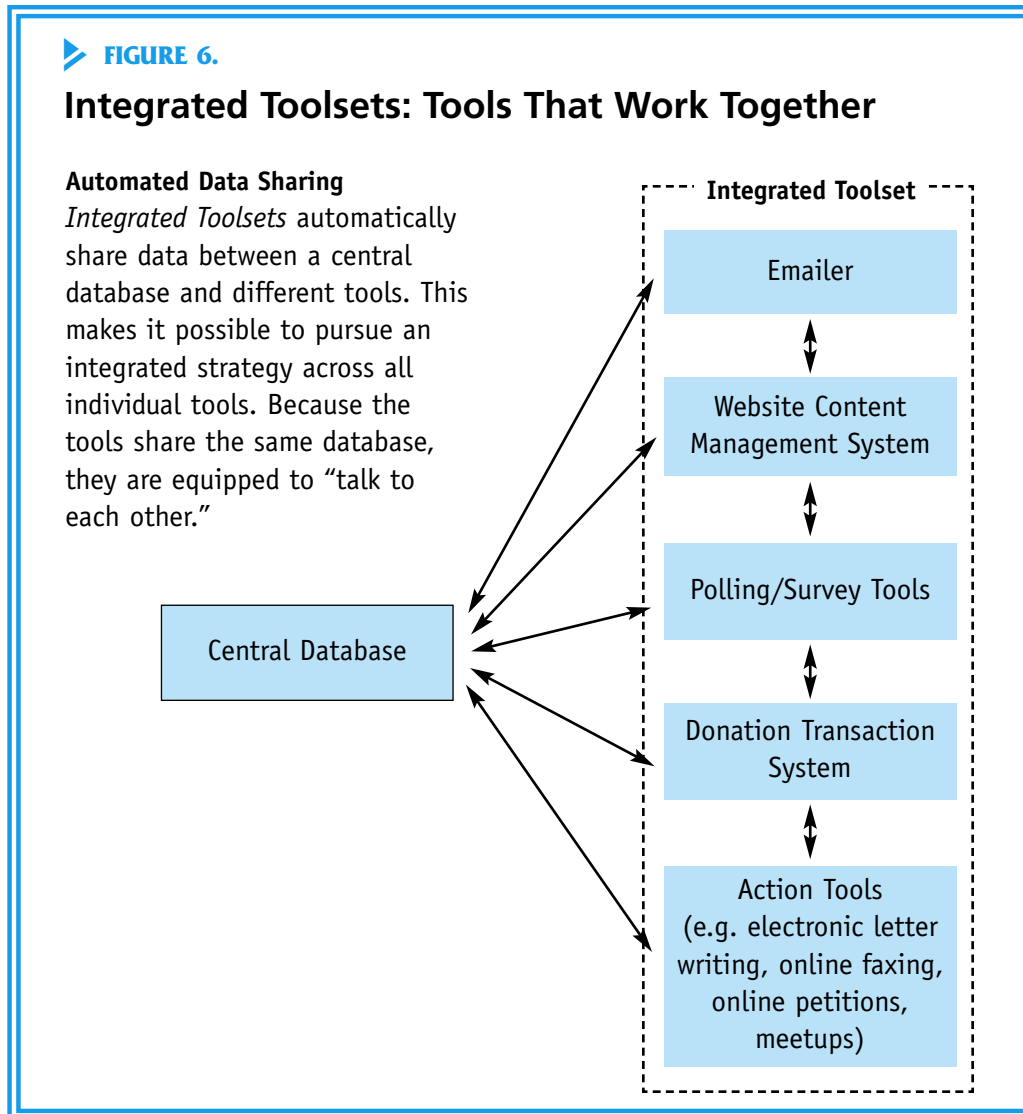 FIGURE 6.
Integrated Toolsets: Tools That Work Together
Automated Data Sharing
Integrated Toolsets automatically
share data between a central
database and different tools. This
makes it possible to pursue an
integrated strategy across all
individual tools. Because the
tools share the same database,
they are equipped to “talk to
each other.”
Central Database
Integrated Toolset
Emailer
Website Content
Management System
Polling/Survey Tools
Donation Transaction
System
Action Tools
(e.g. electronic letter
writing, online faxing,
online petitions,
meetups)